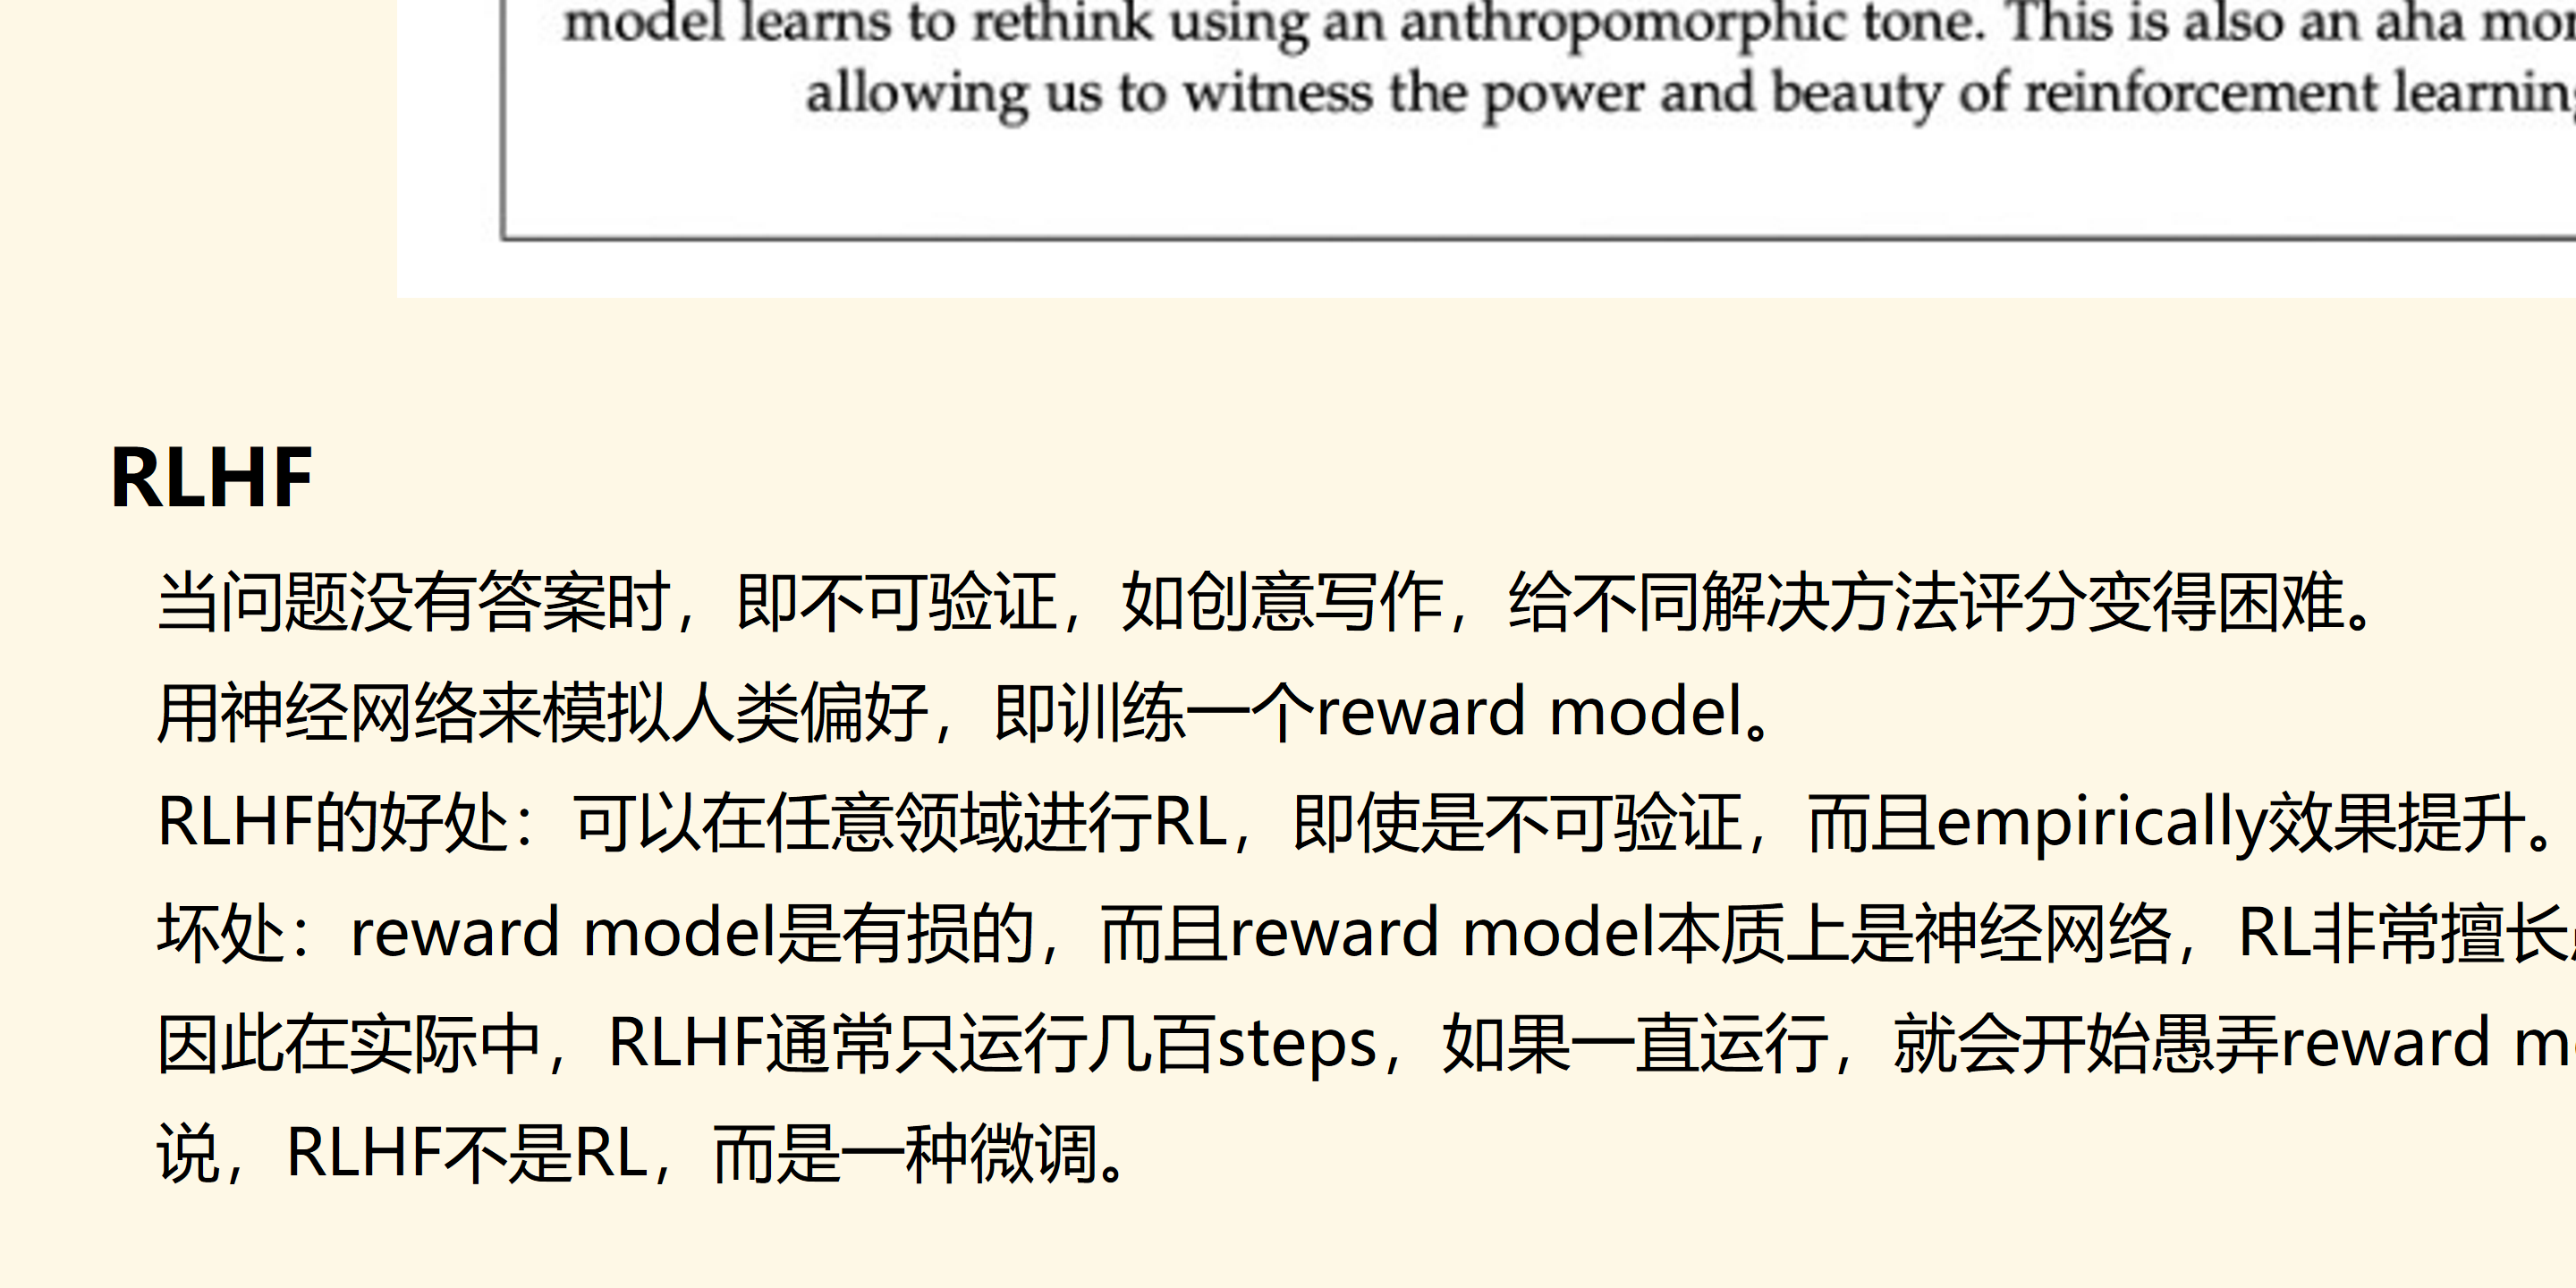 model learns to rethink using an anthropomorphic tone. This is also an aha
allowing us to witness the power and beauty of reinforcement
RLHF
当问题没有答案时，即不可验证，如创意写作，给不同解决方法评分变得困难。
用神经网络来模拟人类偏好，即训练一个reward model。
RLHF的好处：可以在任意领域进行RL，即使是不可验证，而且empirically效果提升。
坏处：reward model是有损的，而且reward model本质上是神经网络，RL非常擅长
因此在实际中，RLHF通常只运行几百steps，如果一直运行，就会开始愚弄reward
说，RLHF不是RL，而是一种微调。